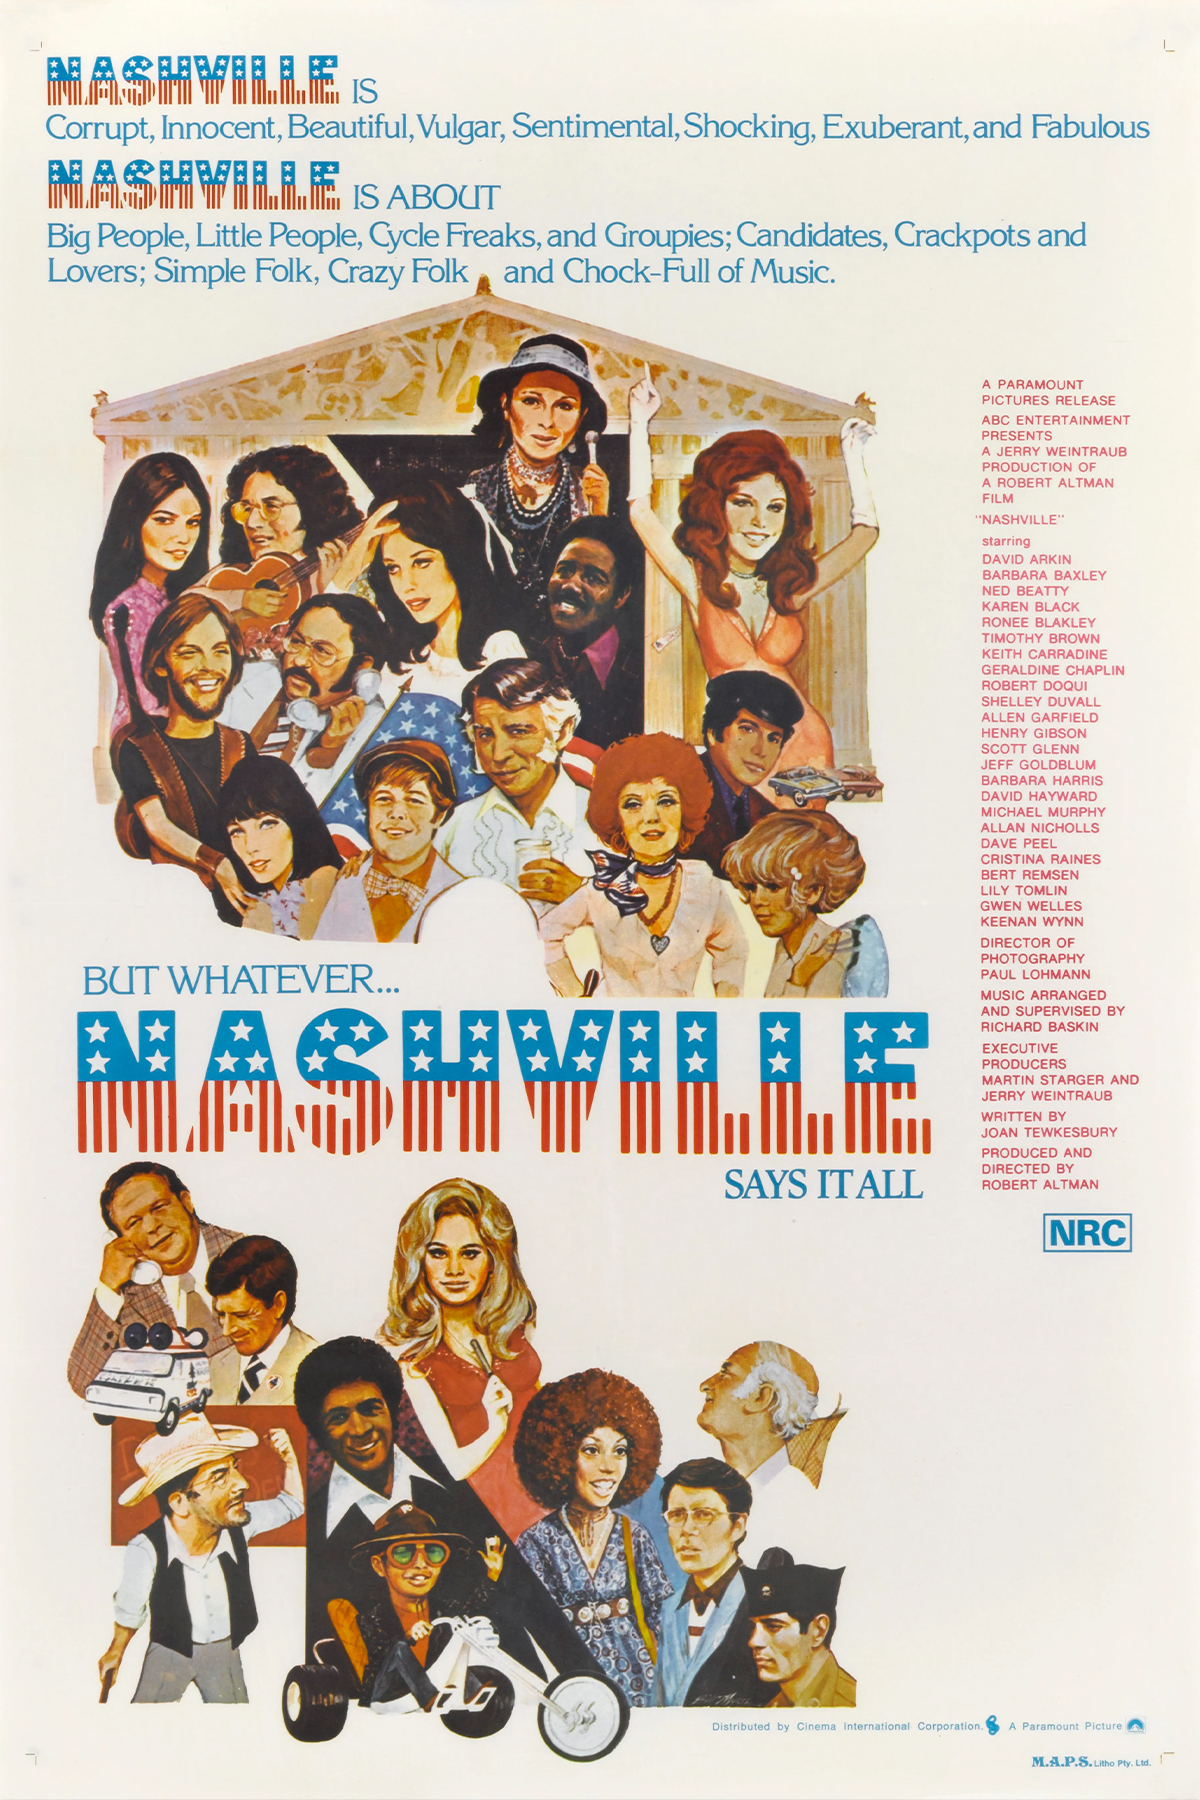 NASHVILLE IS
Corrupt, Innocent, Beautiful, Vulgar, Sentimental, Shocking, Exuberant, and Fabulous
NASHVILLE IS ABOUT
Big People, Little People, Cycle Freaks, and Groupies; Candidates, Crackpots and
Lovers; Simple Folk, Crazy Folk and Chock-Full of Music.
A PARAMOUNT
PICTURES RELEASE
ABC ENTERTAINMENT
PRESENTS
A JERRY WEINTRAUB
PRODUCTION OF
A ROBERT ALTMAN
FILM
"NASHVILLE"
starring
DAVID ARKIN
BARBARA BAXLEY
NED BEATTY
KAREN BLACK
RONEE BLAKLEY
TIMOTHY BROWN
KEITH CARRADINE
GERALDINE CHAPLIN
ROBERT DOQUI
SHELLEY DUVALL
ALLEN GARFIELD
HENRY GIBSON
SCOTT GLENN
JEFF GOLDBLUM
BARBARA HARRIS
DAVID HAYWARD
MICHAEL MURPHY
ALLAN NICHOLLS
DAVE PEEL
CRISTINA RAINES
BERT REMSEN
LILY TOMLIN
GWEN WELLES
KEENAN WYNN
DIRECTOR OF
PHOTOGRAPHY
PAUL LOHMANN
MUSIC ARRANGED
AND SUPERVISED BY
RICHARD BASKIN
EXECUTIVE
PRODUCERS
MARTIN STARGER AND
JERRY WEINTRAUB
WRITTEN BY
JOAN TEWKESBURY
PRODUCED AND
DIRECTED BY
ROBERT ALTMAN
NRC
BUT WHATEVER...
NASHVILLE
SAYS IT ALL
Distributed by Cinema International Corporation. A Paramount Picture
M.A.P.S. Litho Pty. Ltd.